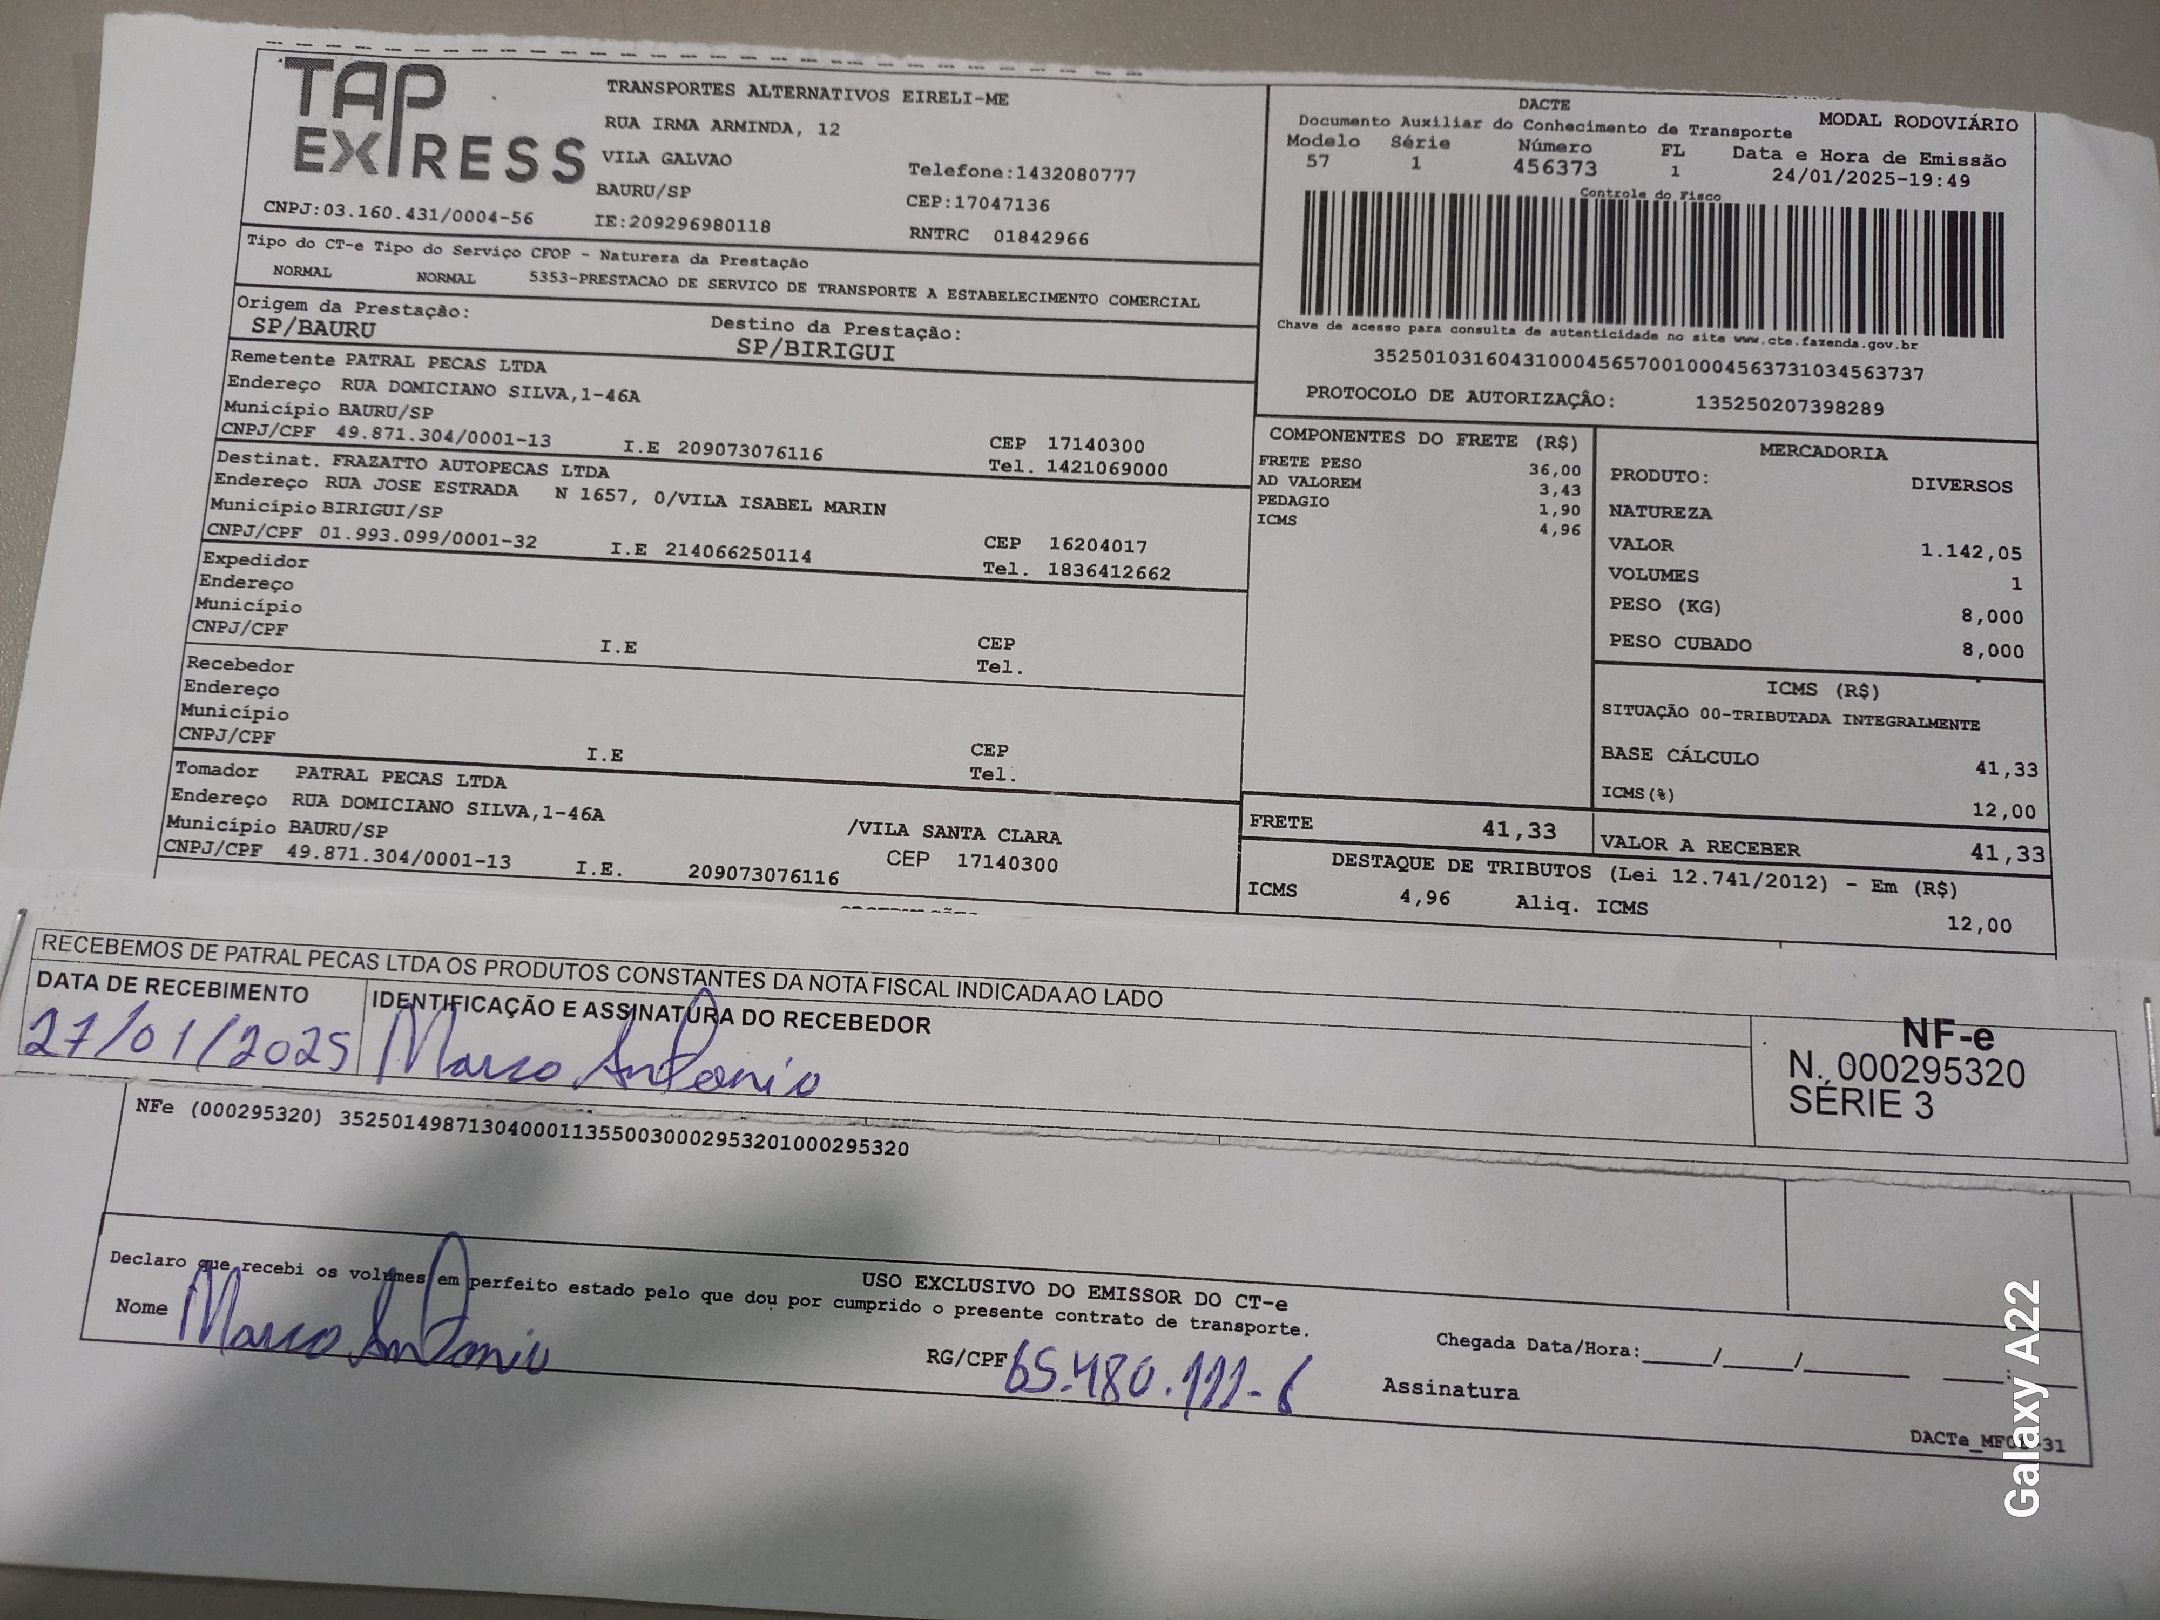 TAP EXPRESS
TRANSPORTES ALTERNATIVOS EIRELI-ME
RUA IRMA ARMINDA, 12
VILA GALVAO
Telefone:1432080777
BAURU/SP
CEP:17047136
CNPJ:03.160.431/0004-56 IE:209296980118 RNTRC 01842966
DACTE MODAL RODOVIÁRIO
Documento Auxiliar do Conhecimento de Transporte
Modelo Série Número FL Data e Hora de Emissão
57 1 456373 1 24/01/2025-19:49
Controle do Fisco
Chave de acesso para consulta de autenticidade no site www.cte.fazenda.gov.br
35250103160431000456570010004563731034563737
PROTOCOLO DE AUTORIZAÇÂO: 135250207398289
Tipo do CT-e Tipo do Serviço CFOP - Natureza da Prestação
NORMAL NORMAL 5353-PRESTACAO DE SERVICO DE TRANSPORTE A ESTABELECIMENTO COMERCIAL
Origem da Prestação: Destino da Prestação:
SP/BAURU SP/BIRIGUI
Remetente PATRAL PECAS LTDA
Endereço RUA DOMICIANO SILVA,1-46A
Município BAURU/SP CEP 17140300
CNPJ/CPF 49.871.304/0001-13 I.E 209073076116 Tel. 1421069000
Destinat. FRAZATTO AUTOPECAS LTDA
Endereço RUA JOSE ESTRADA N 1657, 0/VILA ISABEL MARIN
Município BIRIGUI/SP CEP 16204017
CNPJ/CPF 01.993.099/0001-32 I.E 214066250114 Tel. 1836412662
Expedidor
Endereço
Município CEP
CNPJ/CPF I.E Tel.
Recebedor
Endereço
Município CEP
CNPJ/CPF I.E Tel.
Tomador PATRAL PECAS LTDA
Endereço RUA DOMICIANO SILVA,1-46A /VILA SANTA CLARA
Município BAURU/SP CEP 17140300
CNPJ/CPF 49.871.304/0001-13 I.E. 209073076116
COMPONENTES DO FRETE (R$)
FRETE PESO 36,00
AD VALOREM 3,43
PEDAGIO 1,90
ICMS 4,96
MERCADORIA
PRODUTO: DIVERSOS
NATUREZA
VALOR 1.142,05
VOLUMES 1
PESO (KG) 8,000
PESO CUBADO 8,000
ICMS (R$)
SITUAÇÃO 00-TRIBUTADA INTEGRALMENTE
BASE CÁLCULO 41,33
ICMS(%) 12,00
FRETE 41,33 VALOR A RECEBER 41,33
DESTAQUE DE TRIBUTOS (Lei 12.741/2012) - Em (R$)
ICMS 4,96 Aliq. ICMS 12,00
RECEBEMOS DE PATRAL PECAS LTDA OS PRODUTOS CONSTANTES DA NOTA FISCAL INDICADA AO LADO
DATA DE RECEBIMENTO IDENTIFICAÇÃO E ASSINATURA DO RECEBEDOR
27/01/2025 Marco Antonio
NF-e
N. 000295320
SÉRIE 3
NFe (000295320) 35250149871304000113550030002953201000295320
USO EXCLUSIVO DO EMISSOR DO CT-e
Declaro que recebi os volumes em perfeito estado pelo que dou por cumprido o presente contrato de transporte.
Nome Marco Antonio RG/CPF 65.480.111-6 Chegada Data/Hora:_____/_____/_______ ____:____
Assinatura
Galaxy A22